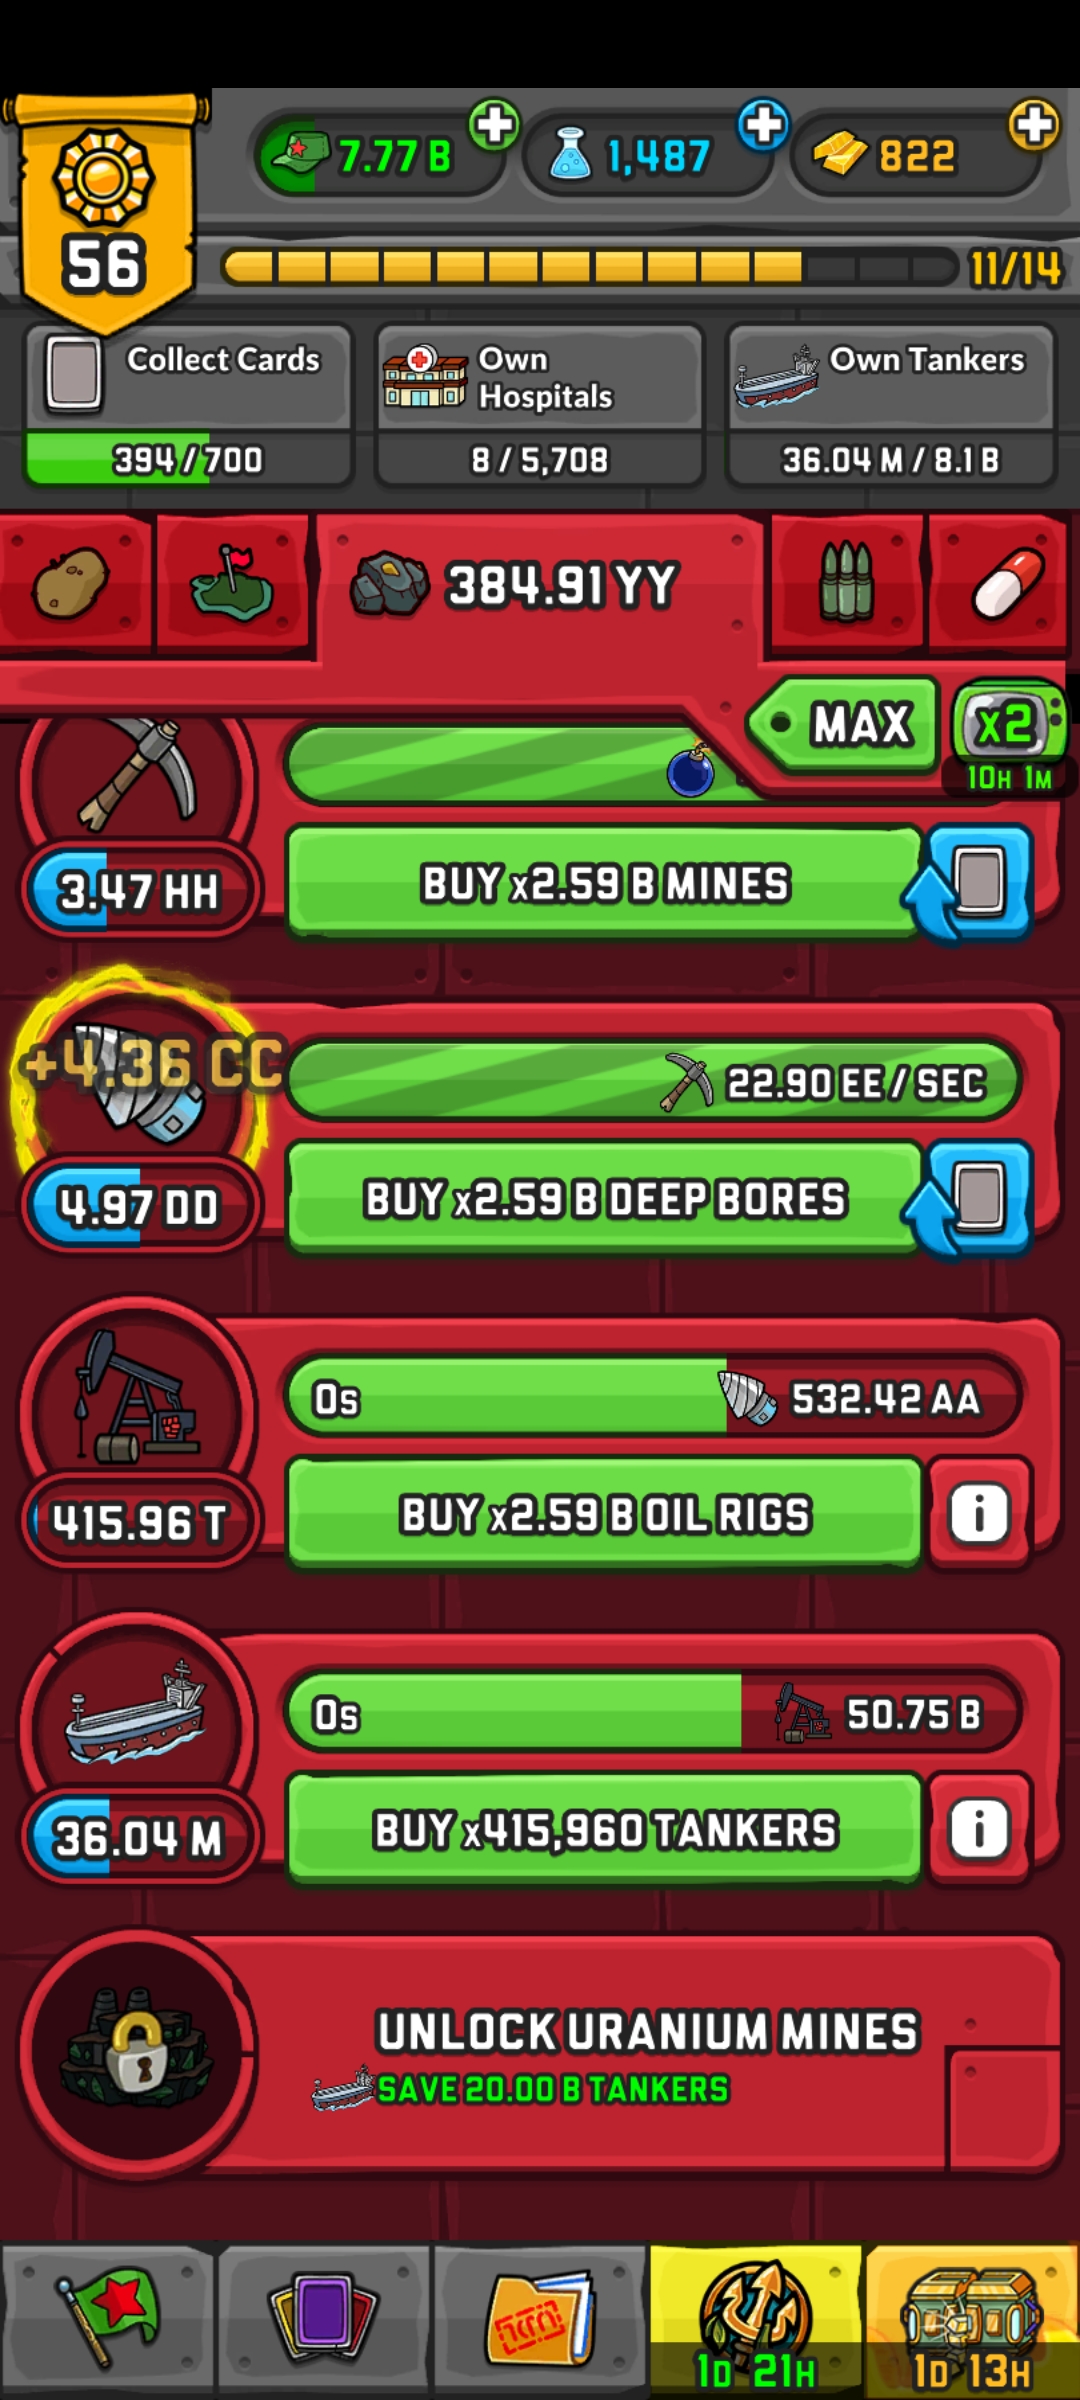 7.77 B
1,487
822
56
11/14
Collect Cards
394/700
Own
Hospitals
8/5,708
Own Tankers
36.04 M/8.1 B
384.91 YY
MAX
x2
10H 1M
3.47 HH
BUY x2.59 B MINES
+4.36 CC
22.90 EE/SEC
4.97 DD
BUY x2.59 B DEEP BORES
0s
532.42 AA
415.96 T
BUY x2.59 B OIL RIGS
i
0s
50.75 B
36.04 M
BUY x415,960 TANKERS
i
UNLOCK URANIUM MINES
SAVE 20.00 B TANKERS
1D 21H
1D 13H